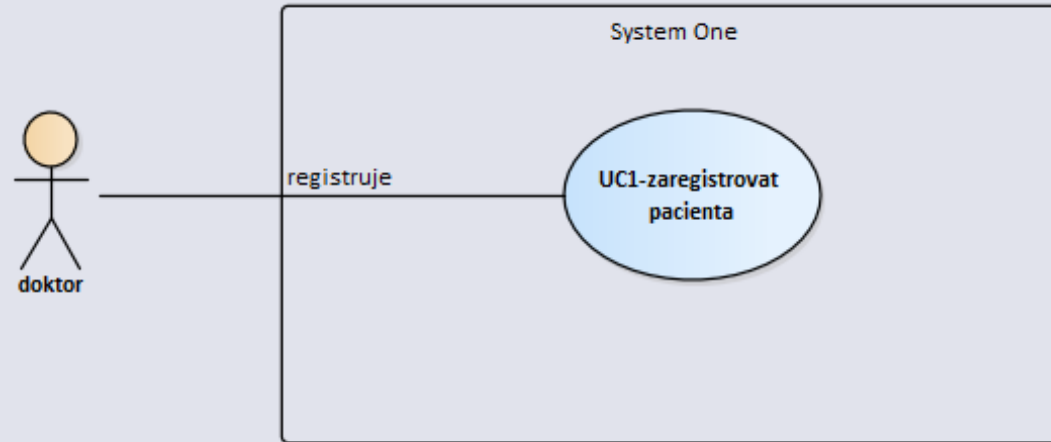 System One
registruje
UC1-zaregistrovat
pacienta
doktor